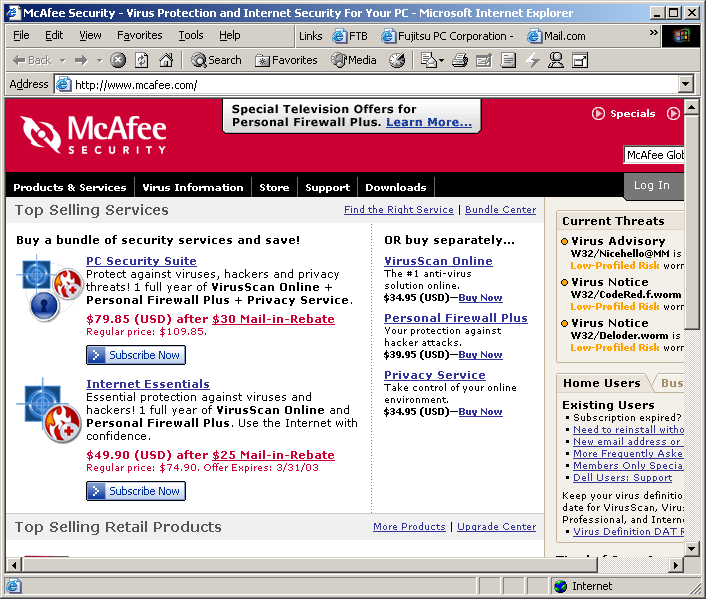 McAfee Security - Virus Protection and Internet Security For Your PC - Microsoft Internet Explorer
File Edit View Favorites Tools Help Links FTB Fujitsu PC Corporation - Mail.com »
Back Search Favorites Media
Address http://www.mcafee.com/
McAfee
SECURITY
Special Television Offers for
Personal Firewall Plus. Learn More...
Specials
McAfee Glob
Products & Services Virus Information Store Support Downloads
Log In
Top Selling Services
Find the Right Service | Bundle Center
Buy a bundle of security services and save!
PC Security Suite
Protect against viruses, hackers and privacy
threats! 1 full year of VirusScan Online +
Personal Firewall Plus + Privacy Service.
$79.85 (USD) after $30 Mail-in-Rebate
Regular price: $109.85.
Subscribe Now
Internet Essentials
Essential protection against viruses and
hackers! 1 full year of VirusScan Online and
Personal Firewall Plus. Use the Internet with
confidence.
$49.90 (USD) after $25 Mail-in-Rebate
Regular price: $74.90. Offer Expires: 3/31/03
Subscribe Now
OR buy separately...
VirusScan Online
The #1 anti-virus
solution online.
$34.95 (USD)—Buy Now
Personal Firewall Plus
Your protection against
hacker attacks.
$39.95 (USD)—Buy Now
Privacy Service
Take control of your online
environment.
$34.95 (USD)—Buy Now
Top Selling Retail Products
More Products | Upgrade Center
Current Threats
Virus Advisory
W32/Nicehello@MM is
Low-Profiled Risk worn
Virus Notice
W32/CodeRed.f.worm
Low-Profiled Risk worn
Virus Notice
W32/Deloder.worm is
Low-Profiled Risk worn
Home Users Bus
Existing Users
Subscription expired?
Need to reinstall witho
New email address or
More Frequently Aske
Members Only Specia
Dell Users: Support
Keep your virus definitio
date for VirusScan, Viru
Professional, and Intern
Virus Definition DAT R
Internet